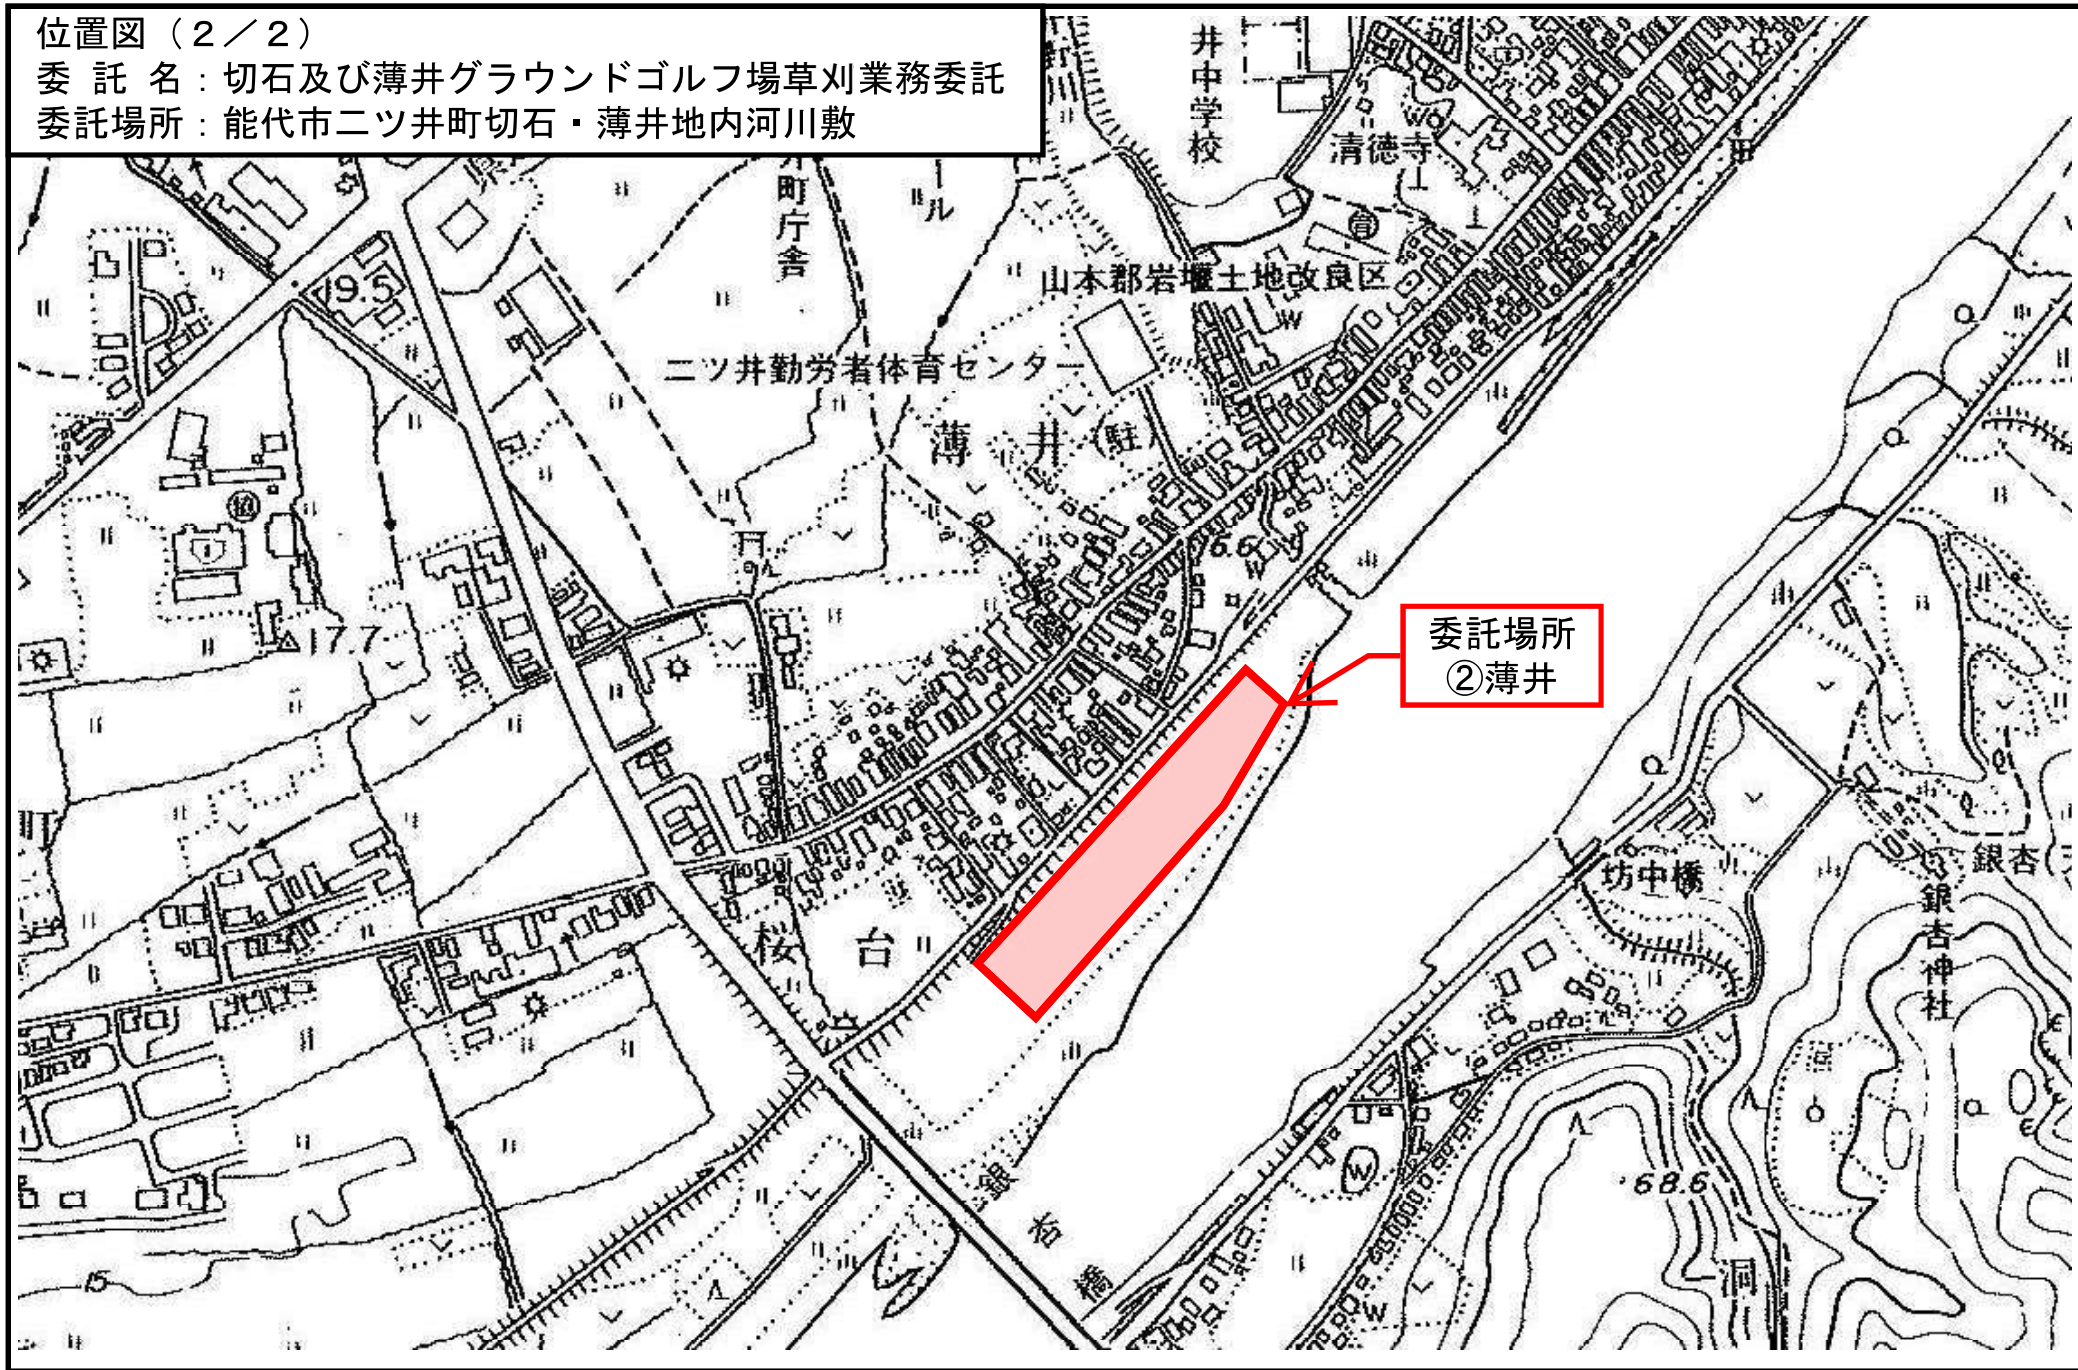 位置図（２／２）
委 託 名：切石及び薄井グラウンドゴルフ場草刈業務委託
委託場所：能代市二ツ井町切石・薄井地内河川敷
井中学校
清徳寺
町庁舎
山本郡岩堰土地改良区
19.5
二ツ井勤労者体育センター
薄井(駐)
16.6
17.7
委託場所
②薄井
町
桜台
坊中橋
銀杏
銀杏神社
68.6
銀杏橋
洞
15